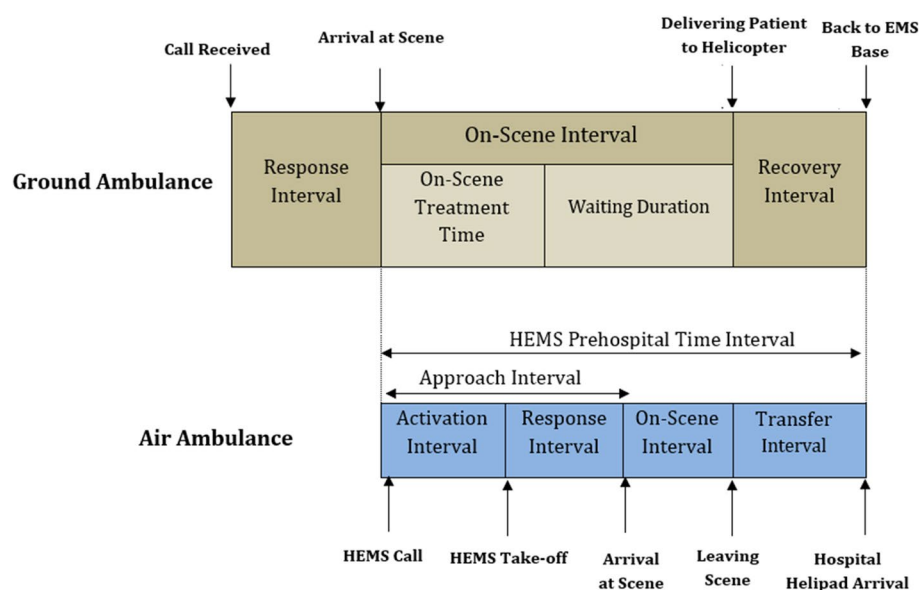 Call Received
Arrival at Scene
Delivering Patient
to Helicopter
Back to EMS
Base
Ground Ambulance
Response
Interval
On-Scene Interval
On-Scene
Treatment
Time
Waiting Duration
Recovery
Interval
HEMS Prehospital Time Interval
Approach Interval
Air Ambulance
Activation
Interval
Response
Interval
On-Scene
Interval
Transfer
Interval
HEMS Call
HEMS Take-off
Arrival
at Scene
Leaving
Scene
Hospital
Helipad Arrival